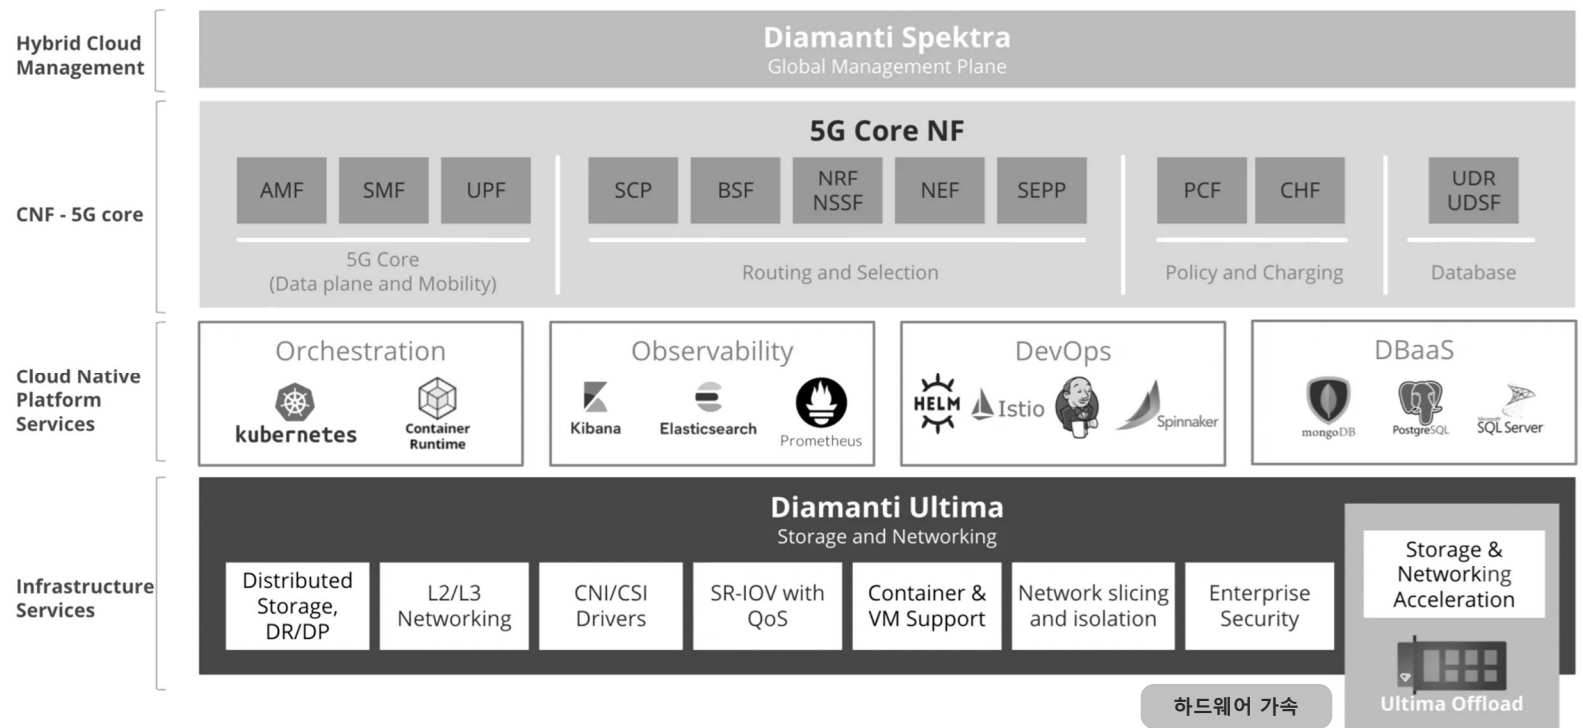 Hybrid Cloud
Management
Diamanti Spektra
Global Management Plane
CNF - 5G core
5G Core NF
AMF
SMF
UPF
SCP
BSF
NRF
NSSF
NEF
SEPP
PCF
CHF
UDR
UDSF
5G Core
(Data plane and Mobility)
Routing and Selection
Policy and Charging
Database
Cloud Native
Platform
Services
Orchestration
kubernetes
Container
Runtime
Observability
Kibana
Elasticsearch
Prometheus
DevOps
HELM
Istio
Spinnaker
DBaaS
mongoDB
PostgreSQL
Microsoft
SQL Server
Infrastructure
Services
Diamanti Ultima
Storage and Networking
Distributed
Storage,
DR/DP
L2/L3
Networking
CNI/CSI
Drivers
SR-IOV with
QoS
Container &
VM Support
Network slicing
and isolation
Enterprise
Security
Storage &
Networking
Acceleration
Ultima Offload
하드웨어 가속